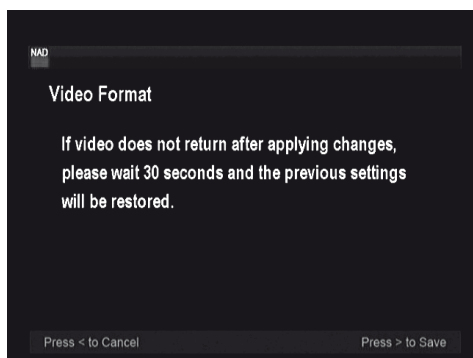 NAD
Video Format
If video does not return after applying changes,
please wait 30 seconds and the previous settings
will be restored.
Press < to Cancel
Press > to Save